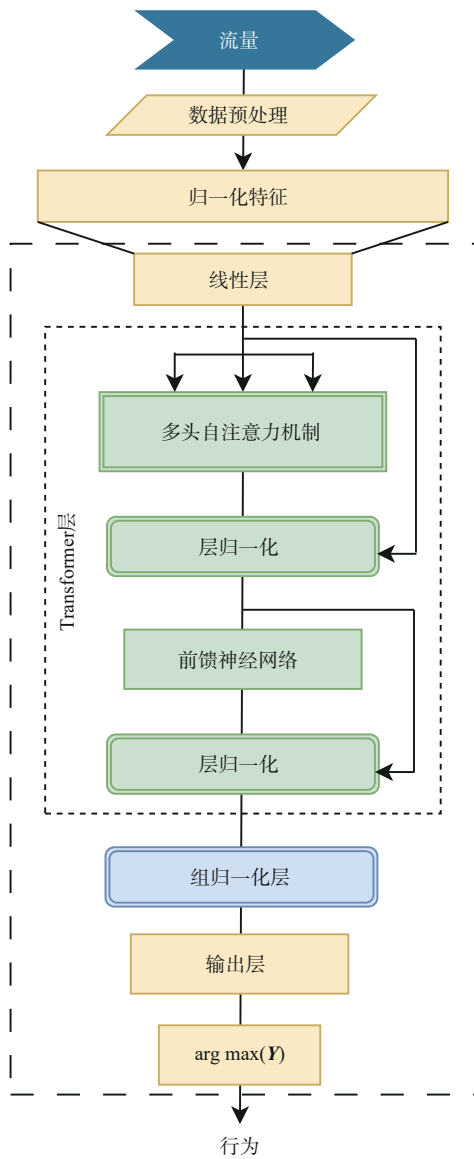 流量
数据预处理
归一化特征
线性层
多头自注意力机制
层归一化
Transformer层
前馈神经网络
层归一化
组归一化层
输出层
arg max(Y)
行为